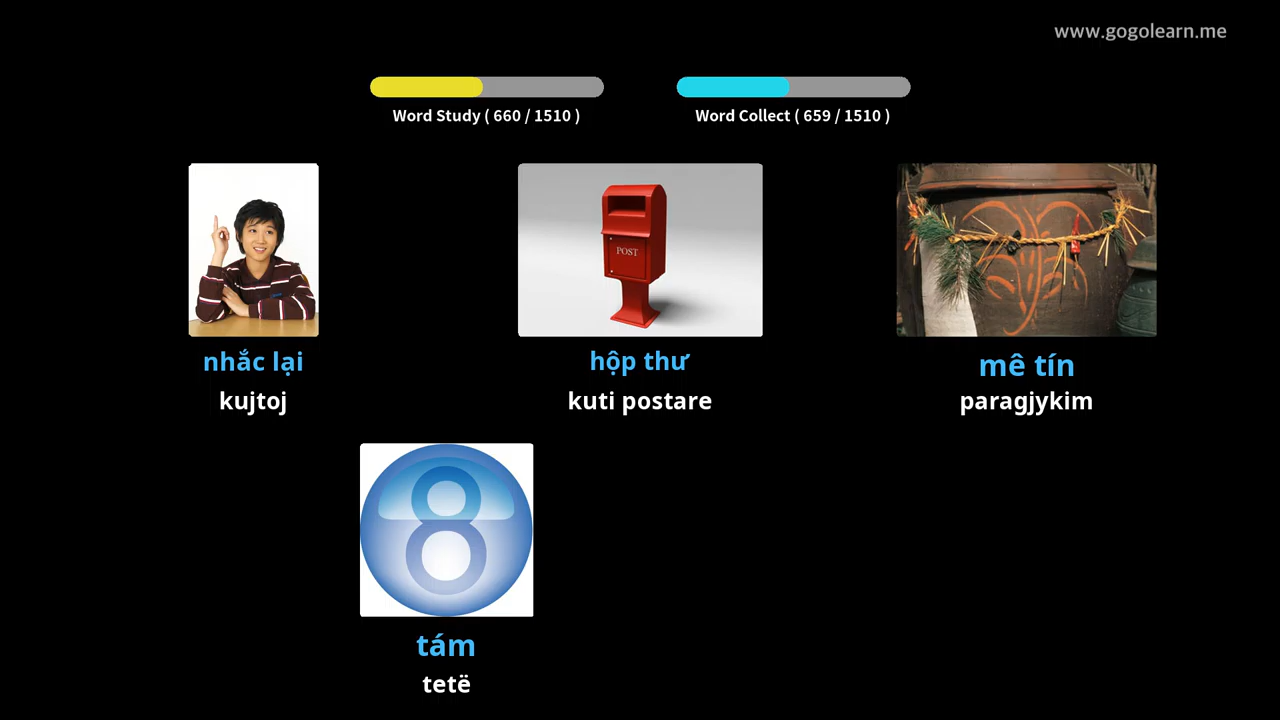 www.gogolearn.me
Word Study ( 660 / 1510 )
Word Collect ( 659 / 1510 )
POST
nhắc lại
kujtoj
hộp thư
kuti postare
mê tín
paragjykim
8
tám
tetë